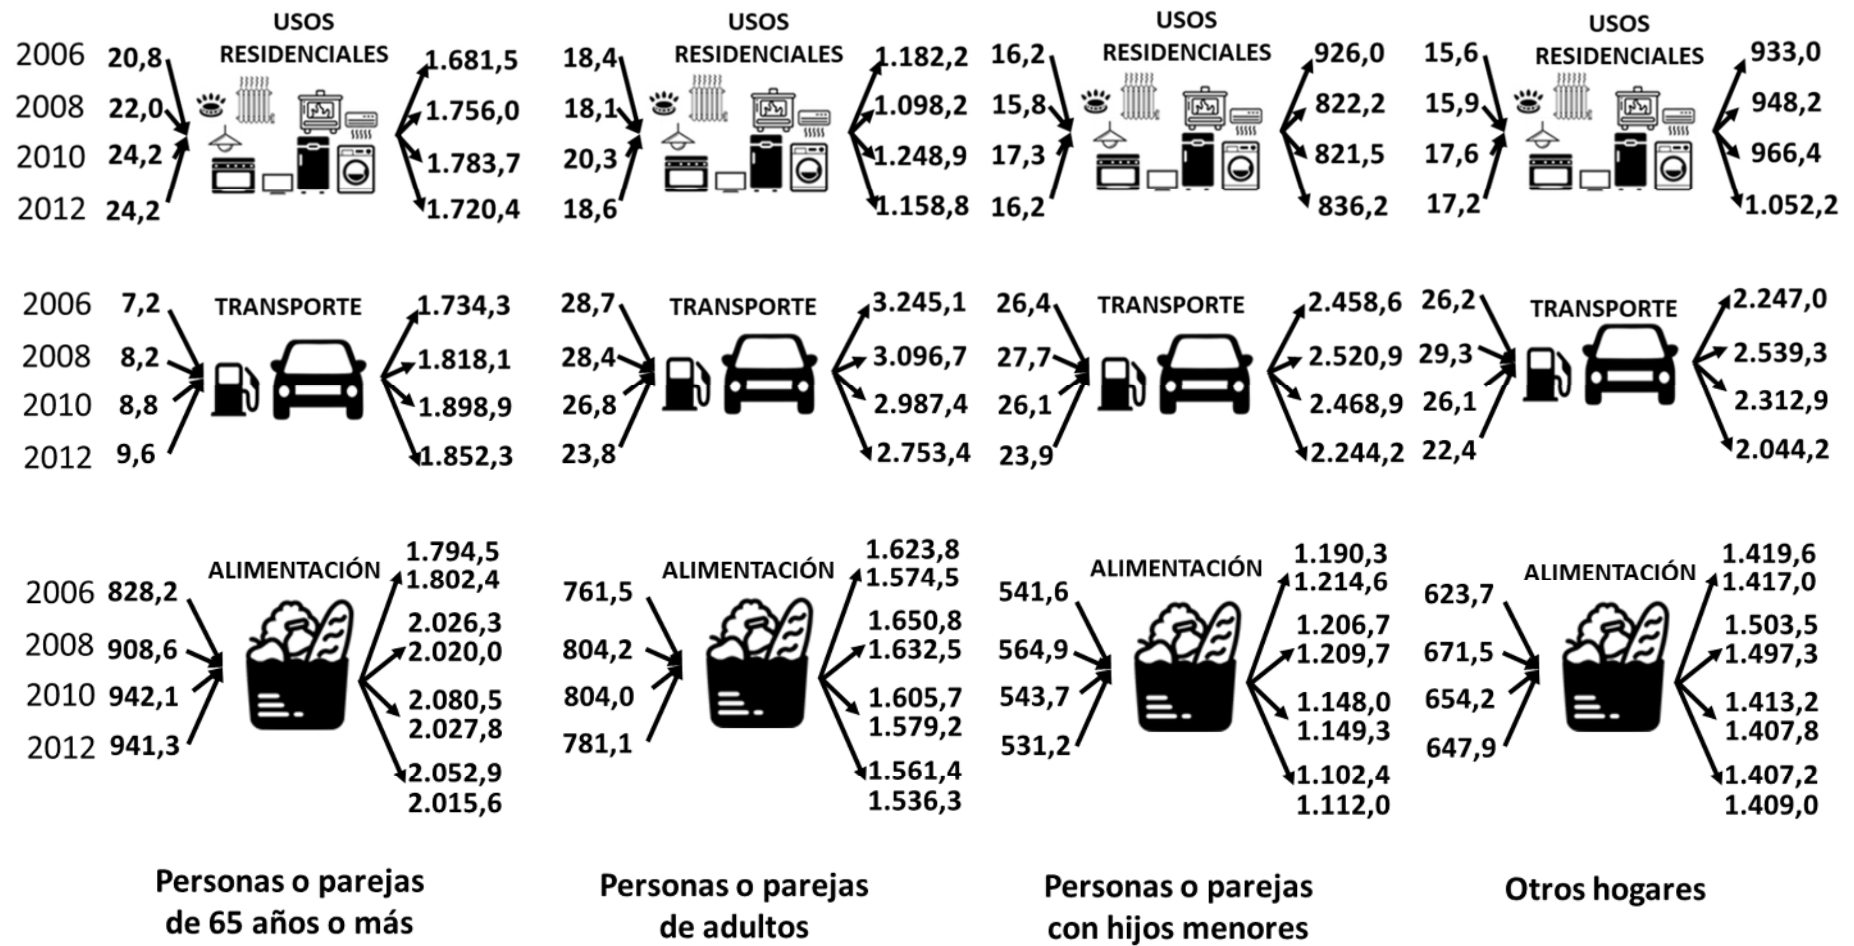 USOS
RESIDENCIALES
2006 20,8 1.681,5
2008 22,0 1.756,0
2010 24,2 1.783,7
2012 24,2 1.720,4
USOS
RESIDENCIALES
18,4 1.182,2
18,1 1.098,2
20,3 1.248,9
18,6 1.158,8
USOS
RESIDENCIALES
16,2 926,0
15,8 822,2
17,3 821,5
16,2 836,2
USOS
RESIDENCIALES
15,6 933,0
15,9 948,2
17,6 966,4
17,2 1.052,2
TRANSPORTE
2006 7,2 1.734,3
2008 8,2 1.818,1
2010 8,8 1.898,9
2012 9,6 1.852,3
TRANSPORTE
28,7 3.245,1
28,4 3.096,7
26,8 2.987,4
23,8 2.753,4
TRANSPORTE
26,4 2.458,6
27,7 2.520,9
26,1 2.468,9
23,9 2.244,2
TRANSPORTE
26,2 2.247,0
29,3 2.539,3
26,1 2.312,9
22,4 2.044,2
ALIMENTACIÓN
1.794,5
2006 828,2 1.802,4
2.026,3
2008 908,6 2.020,0
2010 942,1 2.080,5
2.027,8
2012 941,3 2.052,9
2.015,6
ALIMENTACIÓN
1.623,8
761,5 1.574,5
1.650,8
804,2 1.632,5
804,0 1.605,7
1.579,2
781,1 1.561,4
1.536,3
ALIMENTACIÓN
1.190,3
541,6 1.214,6
1.206,7
564,9 1.209,7
543,7 1.148,0
1.149,3
531,2 1.102,4
1.112,0
ALIMENTACIÓN
1.419,6
623,7 1.417,0
1.503,5
671,5 1.497,3
654,2 1.413,2
1.407,8
647,9 1.407,2
1.409,0
Personas o parejas
de 65 años o más
Personas o parejas
de adultos
Personas o parejas
con hijos menores
Otros hogares